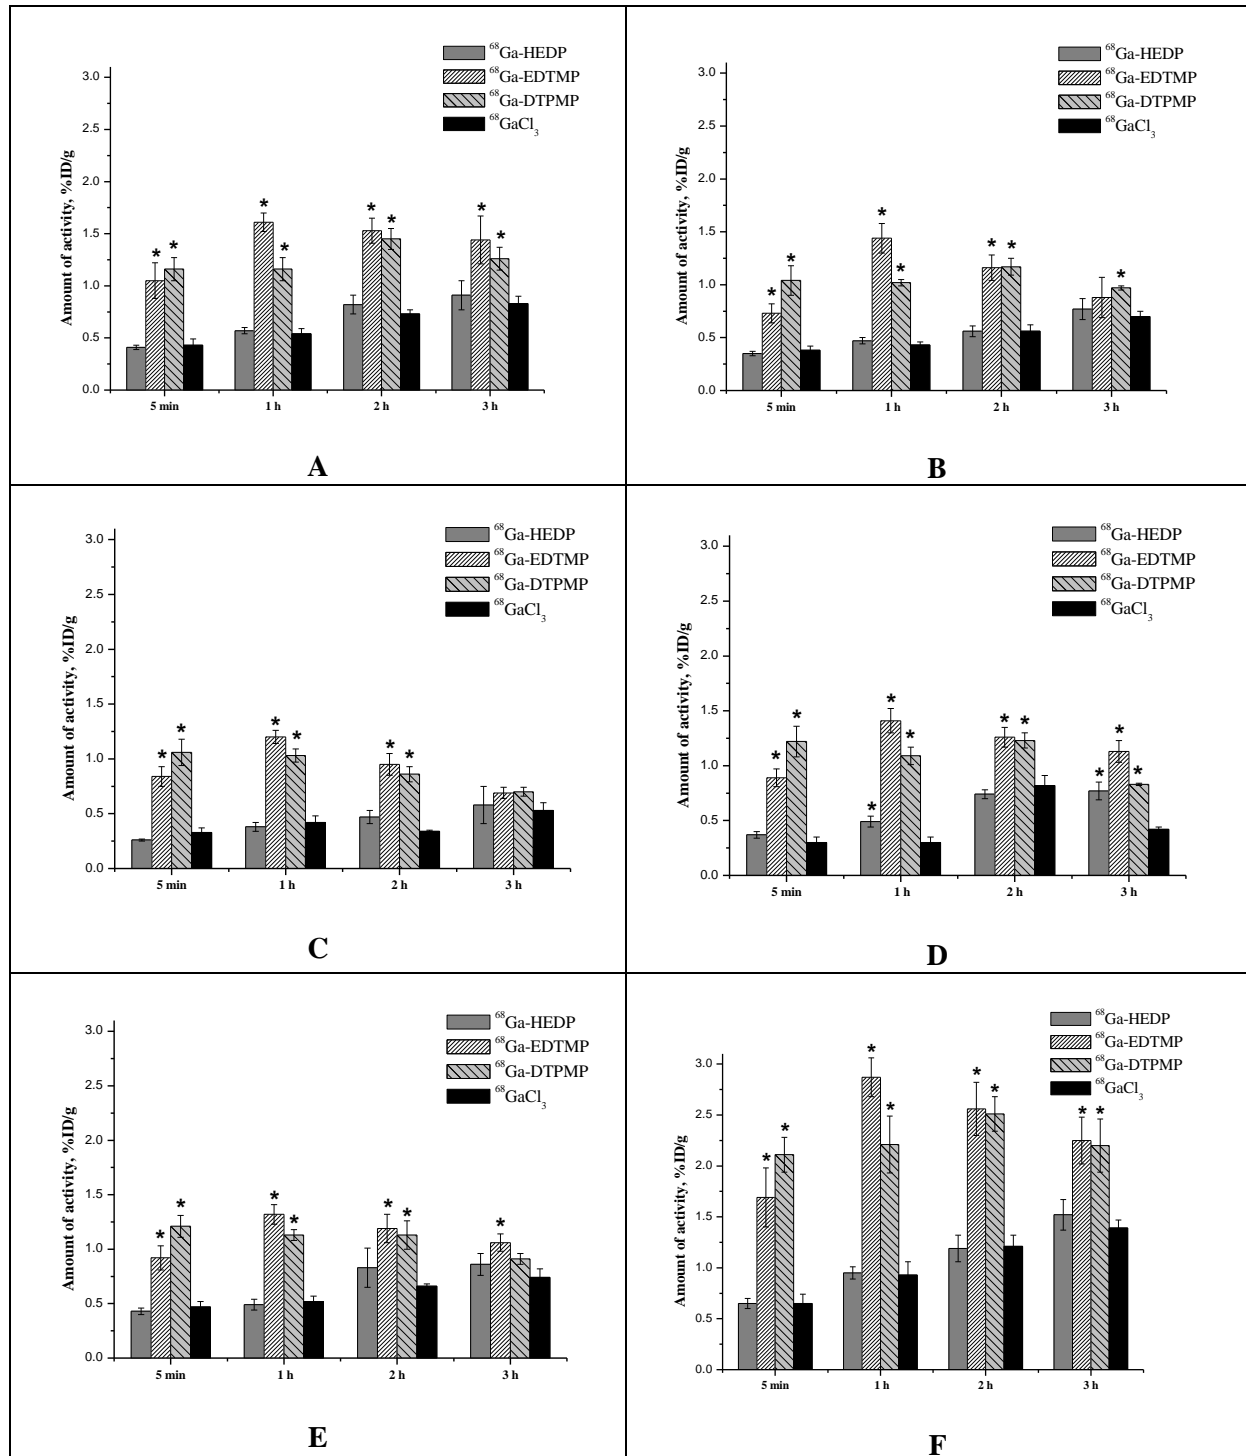 ⁶⁸Ga-HEDP
⁶⁸Ga-EDTMP
⁶⁸Ga-DTPMP
⁶⁸GaCl₃
Amount of activity, %ID/g
3.0
2.5
2.0
1.5
1.0
0.5
0.0
* * * * * * * *
5 min 1 h 2 h 3 h
A
⁶⁸Ga-HEDP
⁶⁸Ga-EDTMP
⁶⁸Ga-DTPMP
⁶⁸GaCl₃
Amount of activity, %ID/g
3.0
2.5
2.0
1.5
1.0
0.5
0.0
* * * * * * *
5 min 1 h 2 h 3 h
B
⁶⁸Ga-HEDP
⁶⁸Ga-EDTMP
⁶⁸Ga-DTPMP
⁶⁸GaCl₃
Amount of activity, %ID/g
3.0
2.5
2.0
1.5
1.0
0.5
0.0
* * * * * *
5 min 1 h 2 h 3 h
C
⁶⁸Ga-HEDP
⁶⁸Ga-EDTMP
⁶⁸Ga-DTPMP
⁶⁸GaCl₃
Amount of activity, %ID/g
3.0
2.5
2.0
1.5
1.0
0.5
0.0
* * * * * * * * * *
5 min 1 h 2 h 3 h
D
⁶⁸Ga-HEDP
⁶⁸Ga-EDTMP
⁶⁸Ga-DTPMP
⁶⁸GaCl₃
Amount of activity, %ID/g
3.0
2.5
2.0
1.5
1.0
0.5
0.0
* * * * * * *
5 min 1 h 2 h 3 h
E
⁶⁸Ga-HEDP
⁶⁸Ga-EDTMP
⁶⁸Ga-DTPMP
⁶⁸GaCl₃
Amount of activity, %ID/g
3.0
2.5
2.0
1.5
1.0
0.5
0.0
* * * * * * * *
5 min 1 h 2 h 3 h
F